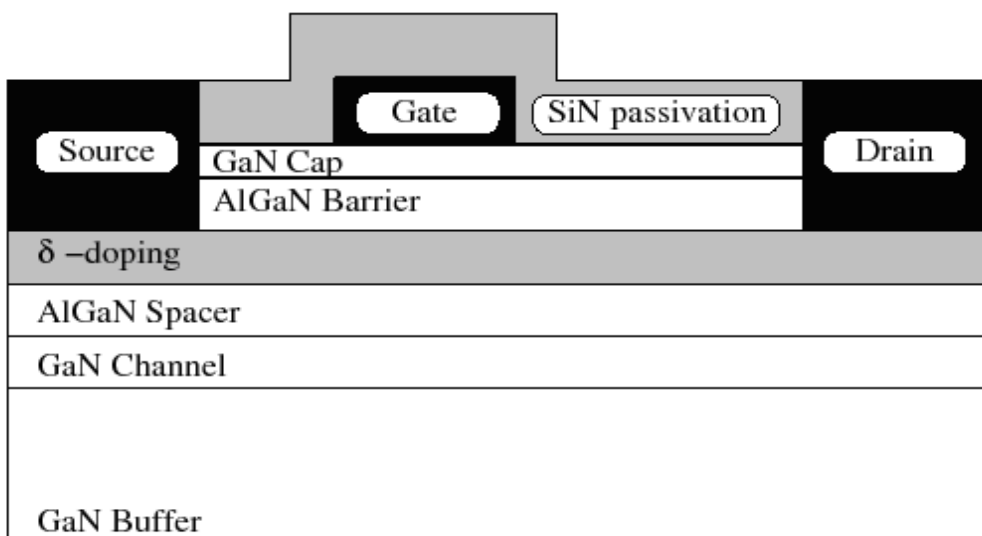 Gate
SiN passivation
Source
Drain
GaN Cap
AlGaN Barrier
δ −doping
AlGaN Spacer
GaN Channel
GaN Buffer